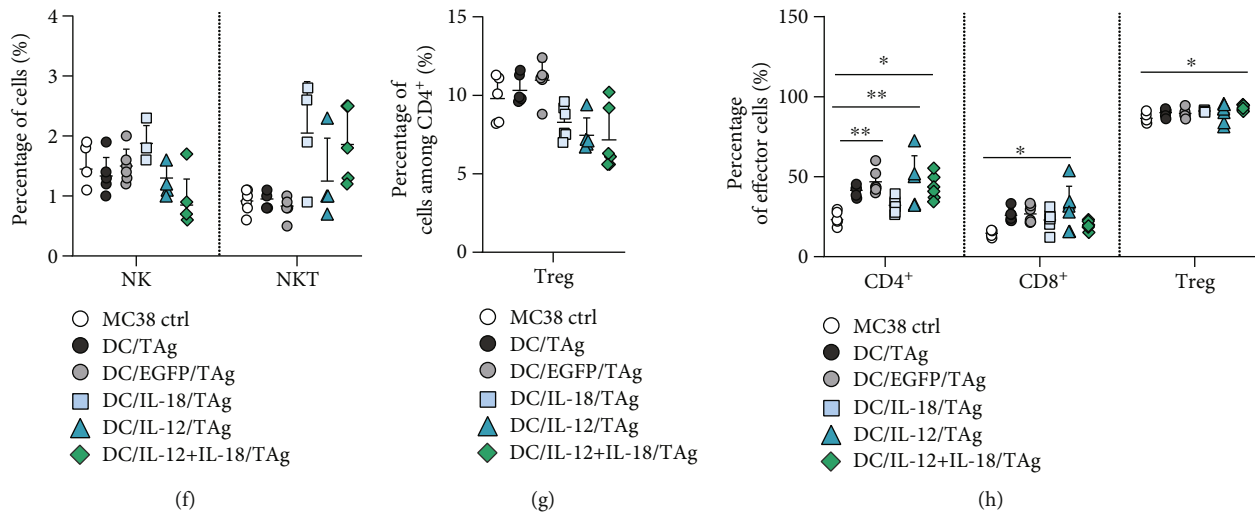 Percentage of cells (%)
4
3
2
1
0
NK
NKT
MC38 ctrl
DC/TAg
DC/EGFP/TAg
DC/IL-18/TAg
DC/IL-12/TAg
DC/IL-12+IL-18/TAg
(f)
Percentage of
cells among CD4⁺ (%)
15
10
5
0
Treg
MC38 ctrl
DC/TAg
DC/EGFP/TAg
DC/IL-18/TAg
DC/IL-12/TAg
DC/IL-12+IL-18/TAg
(g)
Percentage
of effector cells (%)
150
100
50
0
*
**
**
*
*
CD4⁺
CD8⁺
Treg
MC38 ctrl
DC/TAg
DC/EGFP/TAg
DC/IL-18/TAg
DC/IL-12/TAg
DC/IL-12+IL-18/TAg
(h)